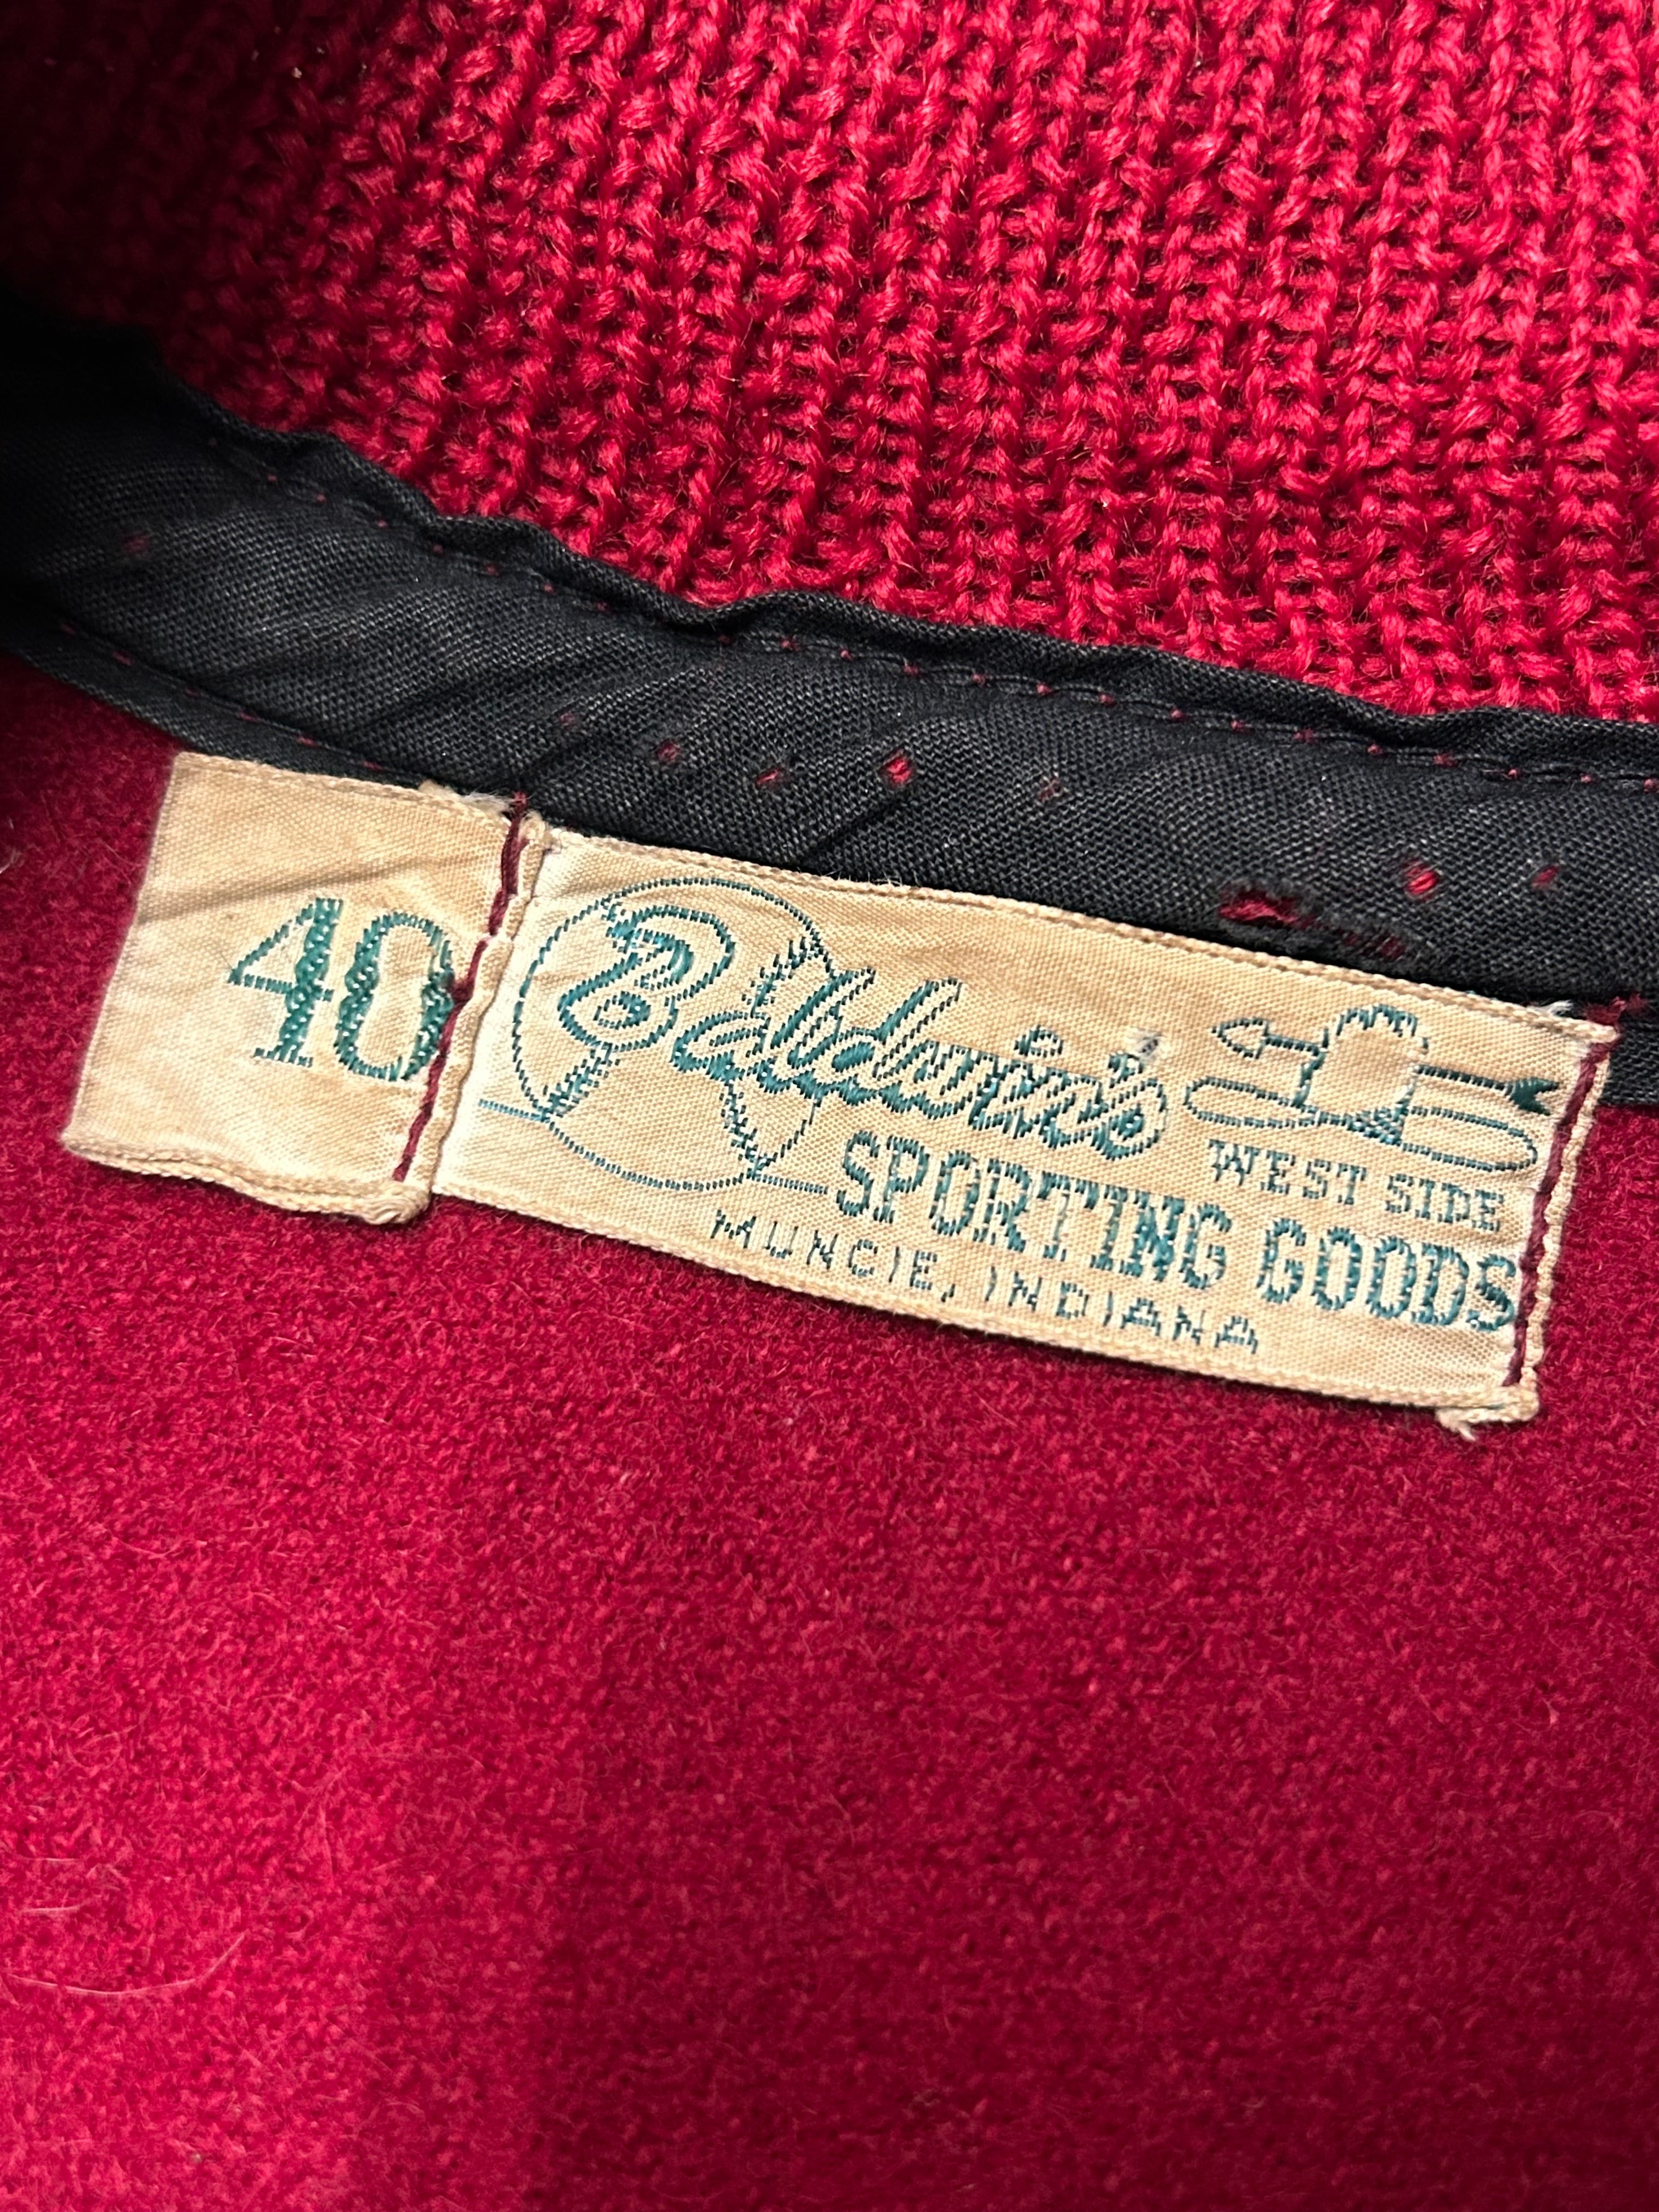 40
Baldwin's
WEST SIDE
SPORTING GOODS
MUNCIE, INDIANA